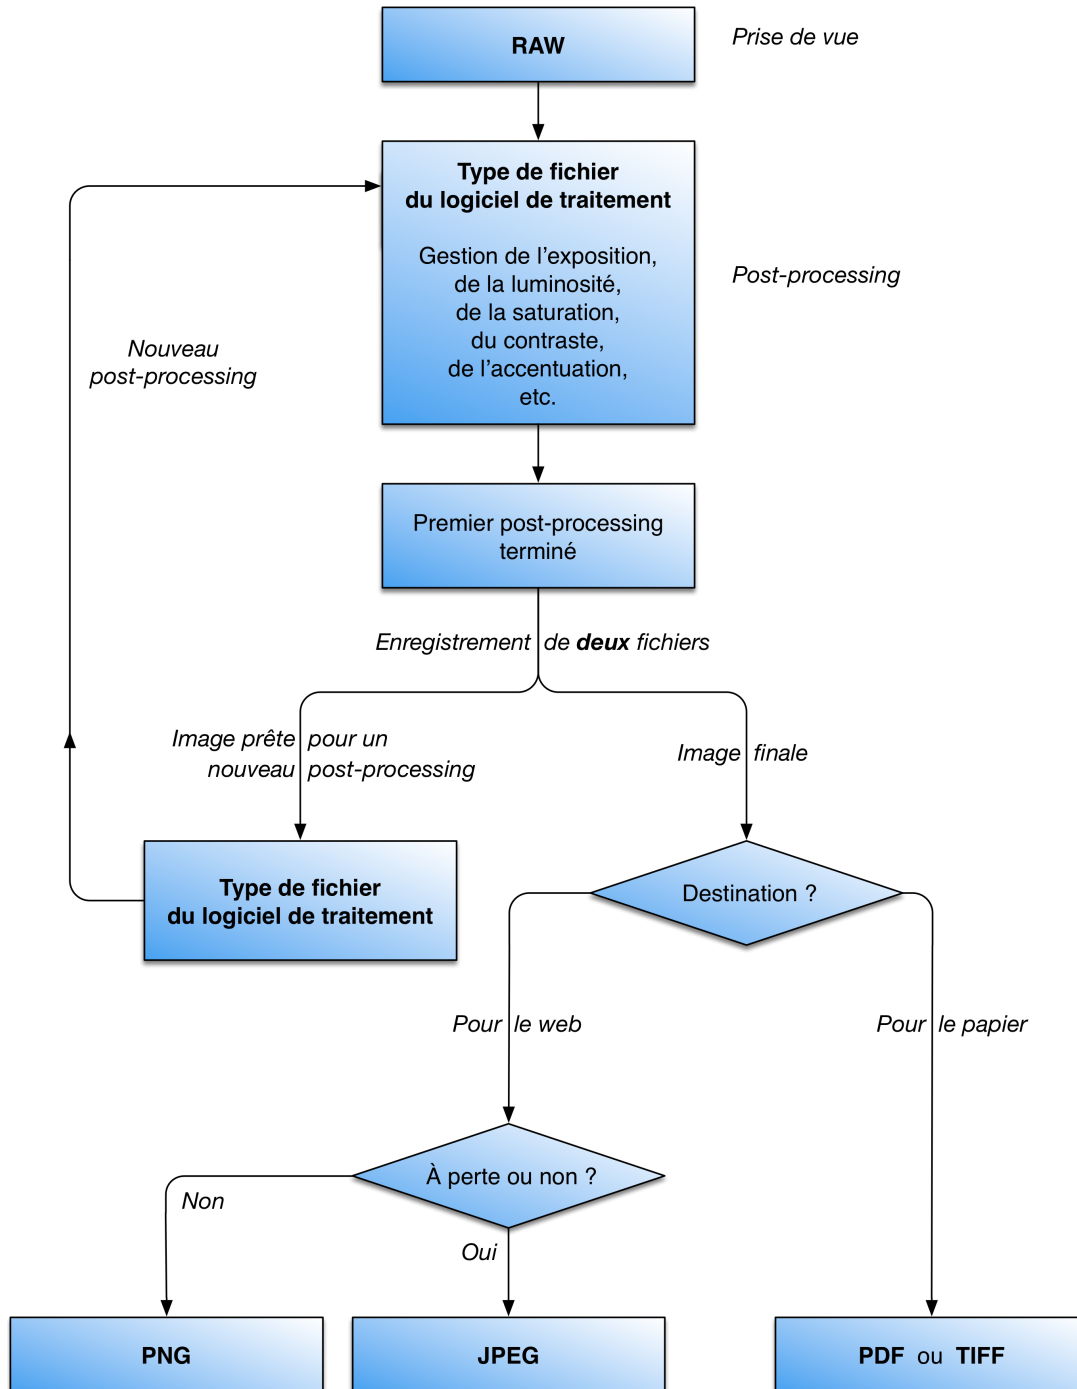 RAW
Prise de vue
Type de fichier
du logiciel de traitement
Gestion de l'exposition,
de la luminosité,
de la saturation,
du contraste,
de l'accentuation,
etc.
Post-processing
Nouveau
post-processing
Premier post-processing
terminé
Enregistrement de deux fichiers
Image prête pour un
nouveau post-processing
Image finale
Type de fichier
du logiciel de traitement
Destination ?
Pour le web
Pour le papier
À perte ou non ?
Non
Oui
PNG
JPEG
PDF ou TIFF